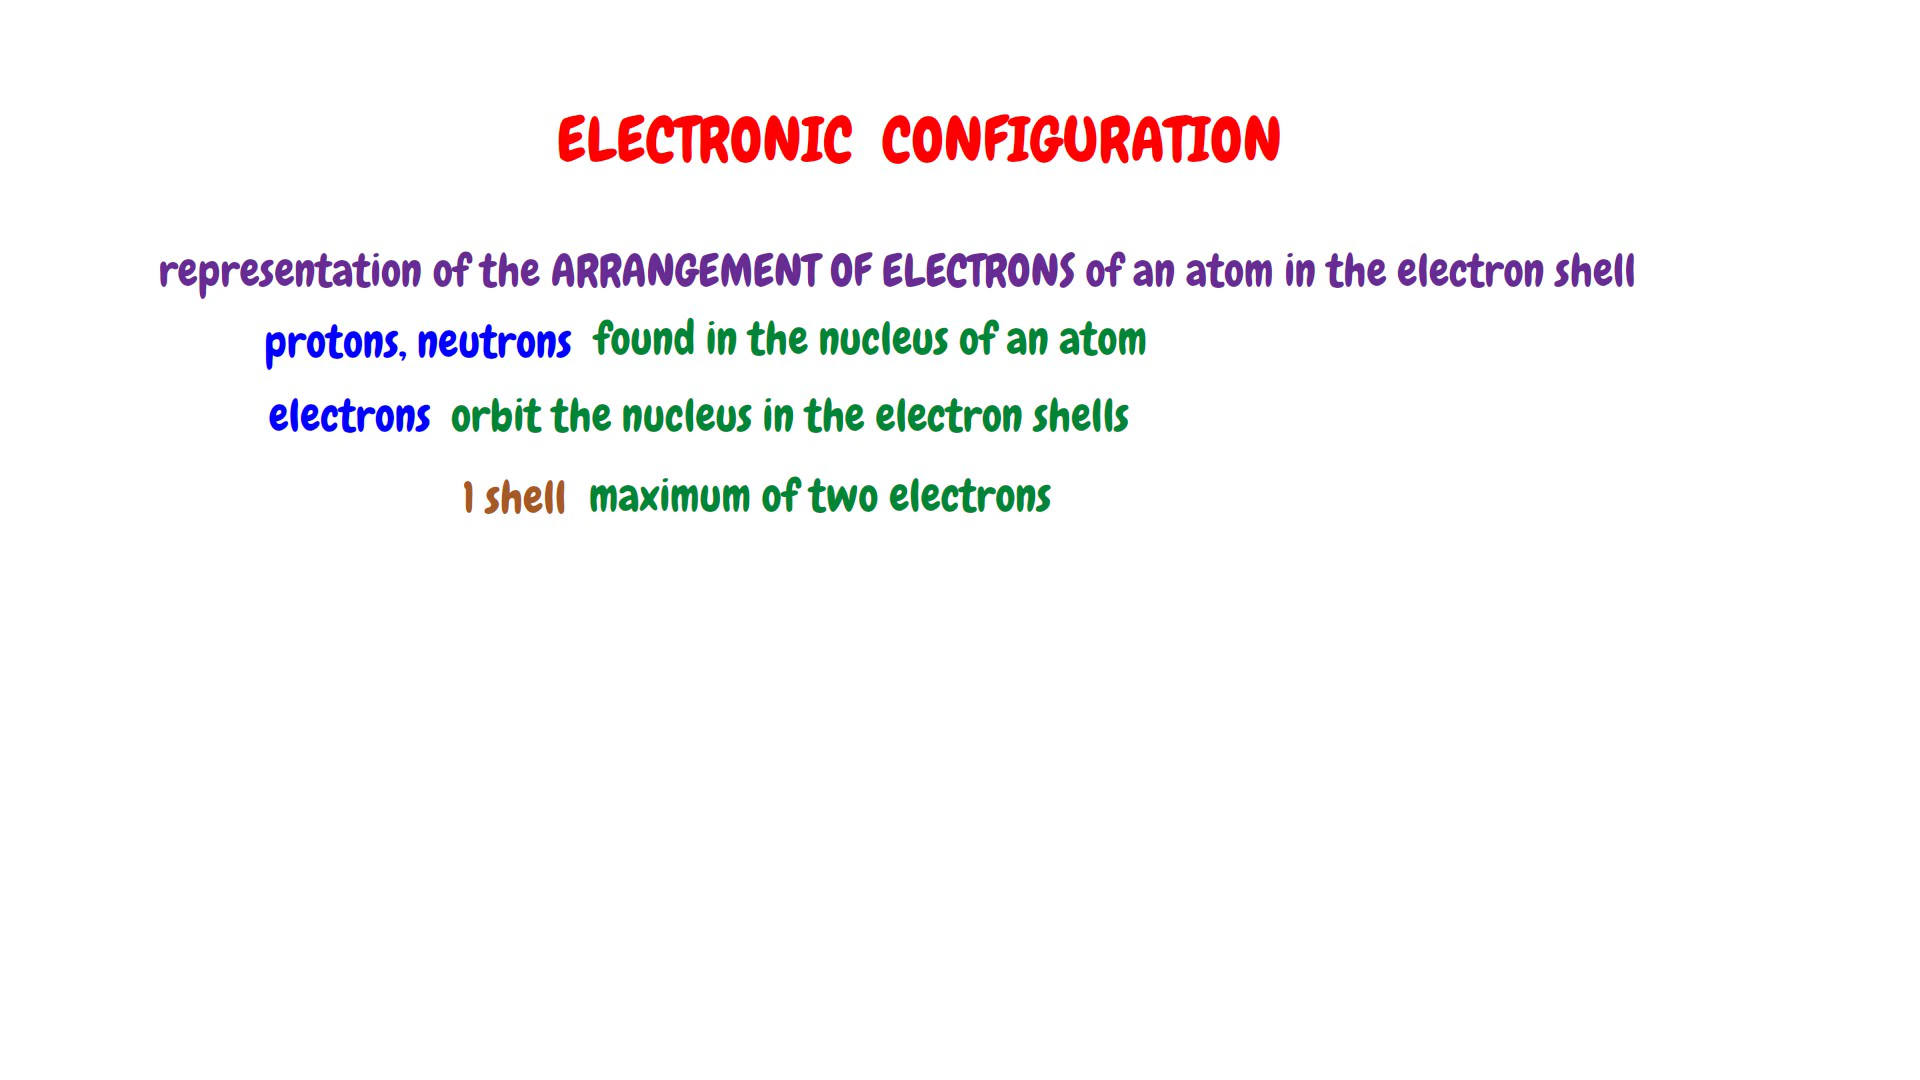 ELECTRONIC CONFIGURATION
representation of the ARRANGEMENT OF ELECTRONS of an atom in the electron shell
protons, neutrons found in the nucleus of an atom
electrons orbit the nucleus in the electron shells
1 shell maximum of two electrons